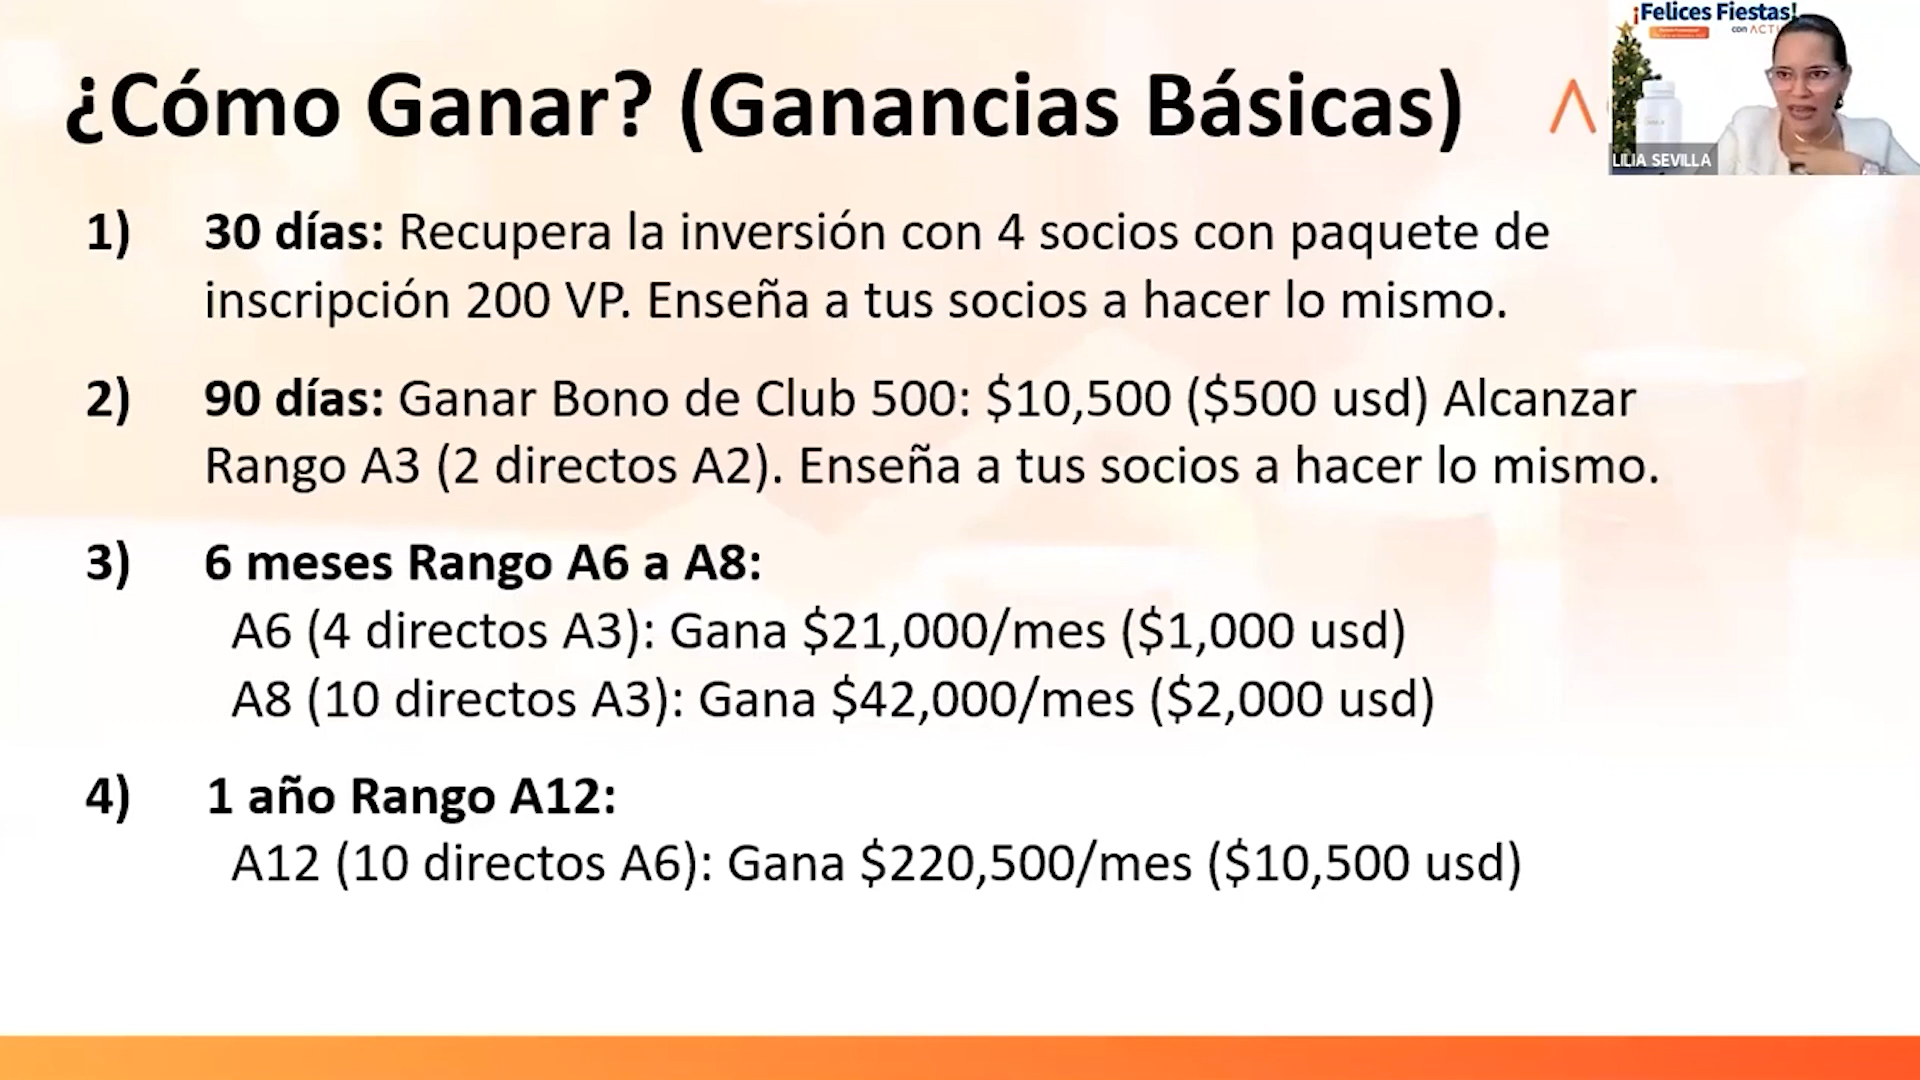 ¡Felices Fiestas!
con ACTI
¿Cómo Ganar? (Ganancias Básicas)
LILIA SEVILLA
1) 30 días: Recupera la inversión con 4 socios con paquete de
inscripción 200 VP. Enseña a tus socios a hacer lo mismo.
2) 90 días: Ganar Bono de Club 500: $10,500 ($500 usd) Alcanzar
Rango A3 (2 directos A2). Enseña a tus socios a hacer lo mismo.
3) 6 meses Rango A6 a A8:
A6 (4 directos A3): Gana $21,000/mes ($1,000 usd)
A8 (10 directos A3): Gana $42,000/mes ($2,000 usd)
4) 1 año Rango A12:
A12 (10 directos A6): Gana $220,500/mes ($10,500 usd)